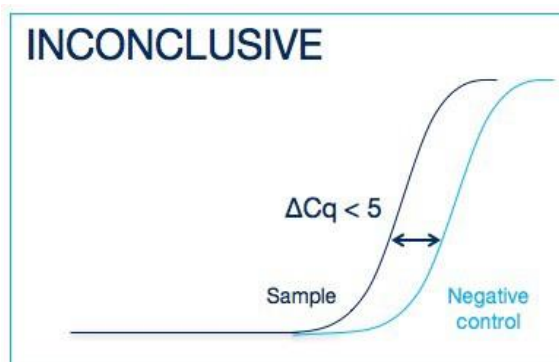 INCONCLUSIVE
ΔCq < 5
Sample
Negative
control